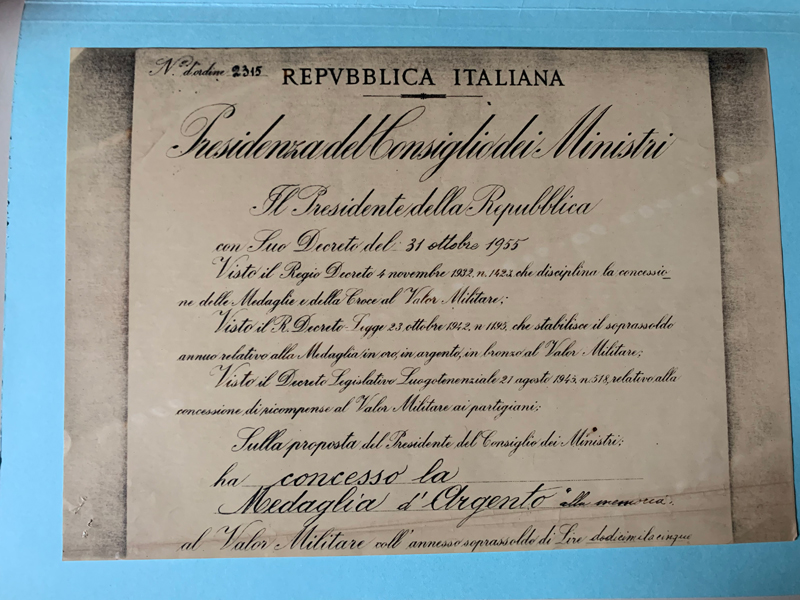 N.º d'ordine 2315
REPVBBLICA ITALIANA
Presidenza del Consiglio dei Ministri
Il Presidente della Repubblica
con Suo Decreto del 31 ottobre 1955
Visto il Regio Decreto 4 novembre 1932, n. 1423, che disciplina la concessio-
ne delle Medaglie e della Croce al Valor Militare;
Visto il R. Decreto-Legge 23 ottobre 1942, n. 1195, che stabilisce il soprassoldo
annuo relativo alla Medaglia in oro, in argento, in bronzo al Valor Militare;
Visto il Decreto Legislativo Luogotenenziale 21 agosto 1945, n. 518, relativo alla
concessione di ricompense al Valor Militare ai partigiani;
Sulla proposta del Presidente del Consiglio dei Ministri;
ha concesso la
Medaglia d'Argento "alla memoria"
al Valor Militare coll'annesso soprassoldo di Lire dodicimila cinque